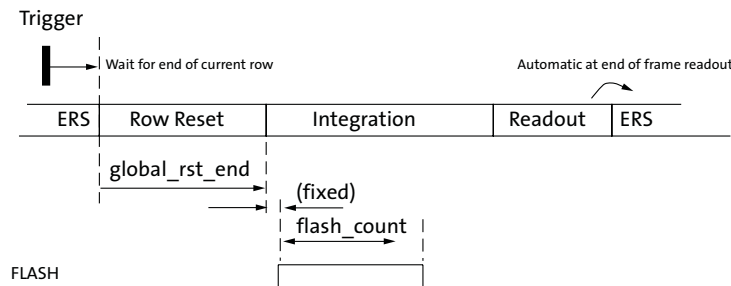 Trigger
Wait for end of current row
Automatic at end of frame readout
ERS Row Reset Integration Readout ERS
global_rst_end
(fixed)
flash_count
FLASH